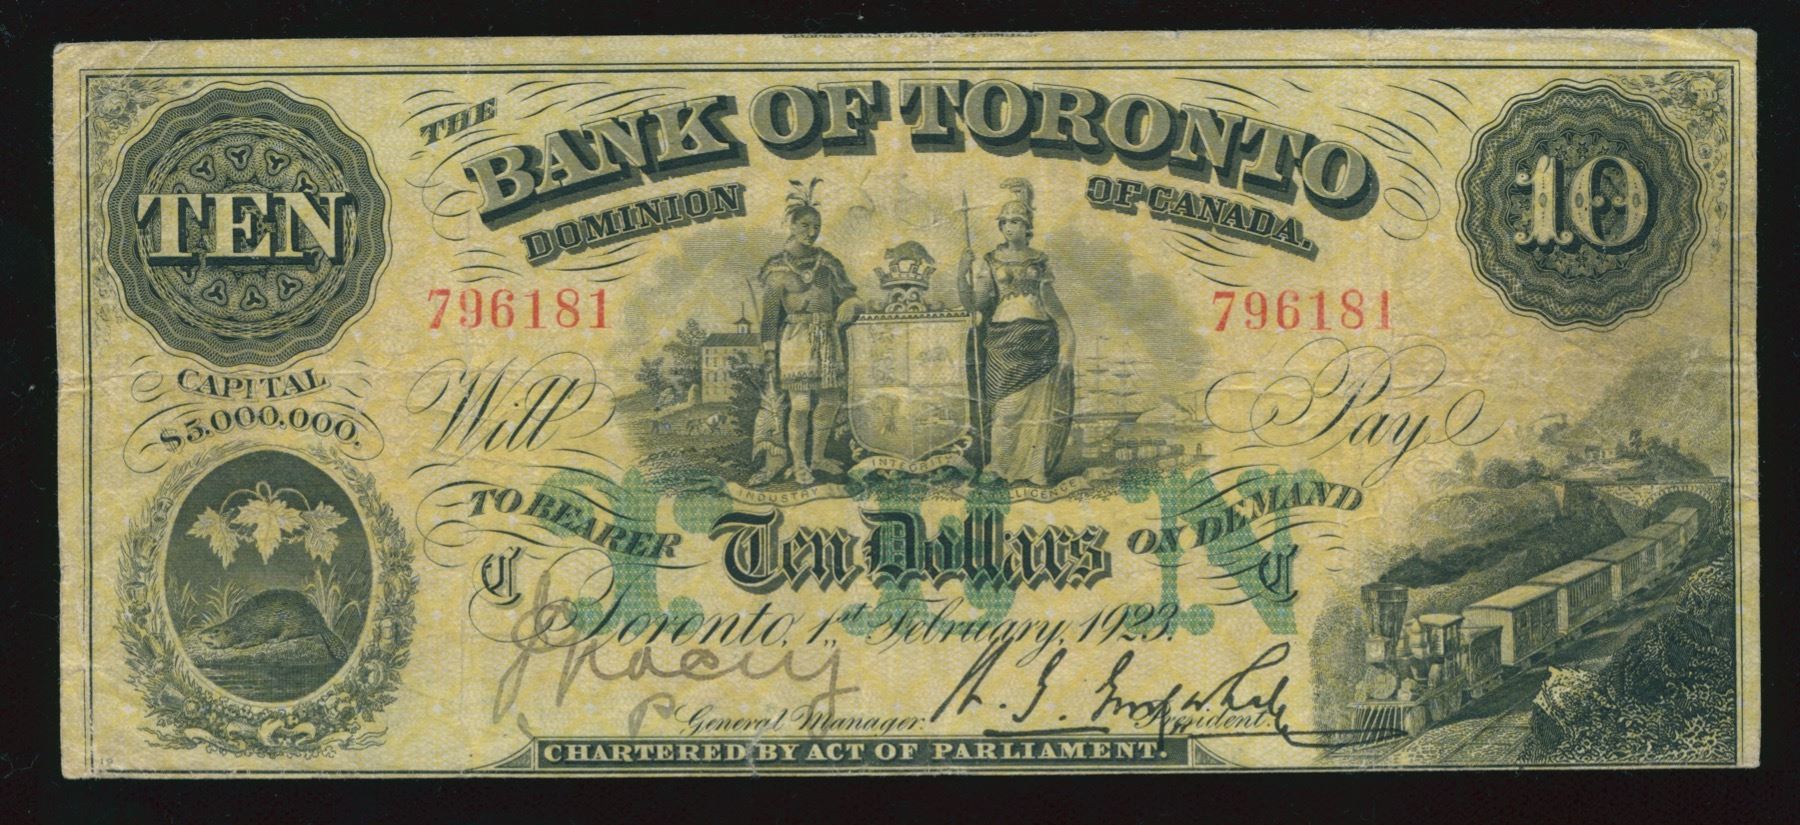 THE
BANK OF TORONTO
DOMINION OF CANADA.
TEN
10
796181 796181
CAPITAL
$5,000,000.
Will Pay
INDUSTRY INTEGRITY INTELLIGENCE
TO BEARER Ten Dollars ON DEMAND
TEN
C C
Toronto, 1st February, 1923.
General Manager. President.
CHARTERED BY ACT OF PARLIAMENT.